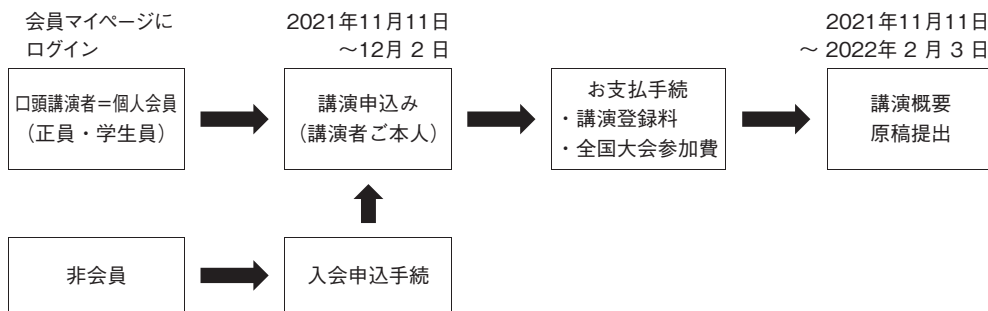 会員マイページに
ログイン
2021年11月11日
～12月 2 日
2021年11月11日
～ 2022年 2 月 3 日
口頭講演者＝個人会員
（正員・学生員）
講演申込み
（講演者ご本人）
お支払手続
・講演登録料
・全国大会参加費
講演概要
原稿提出
非会員
入会申込手続